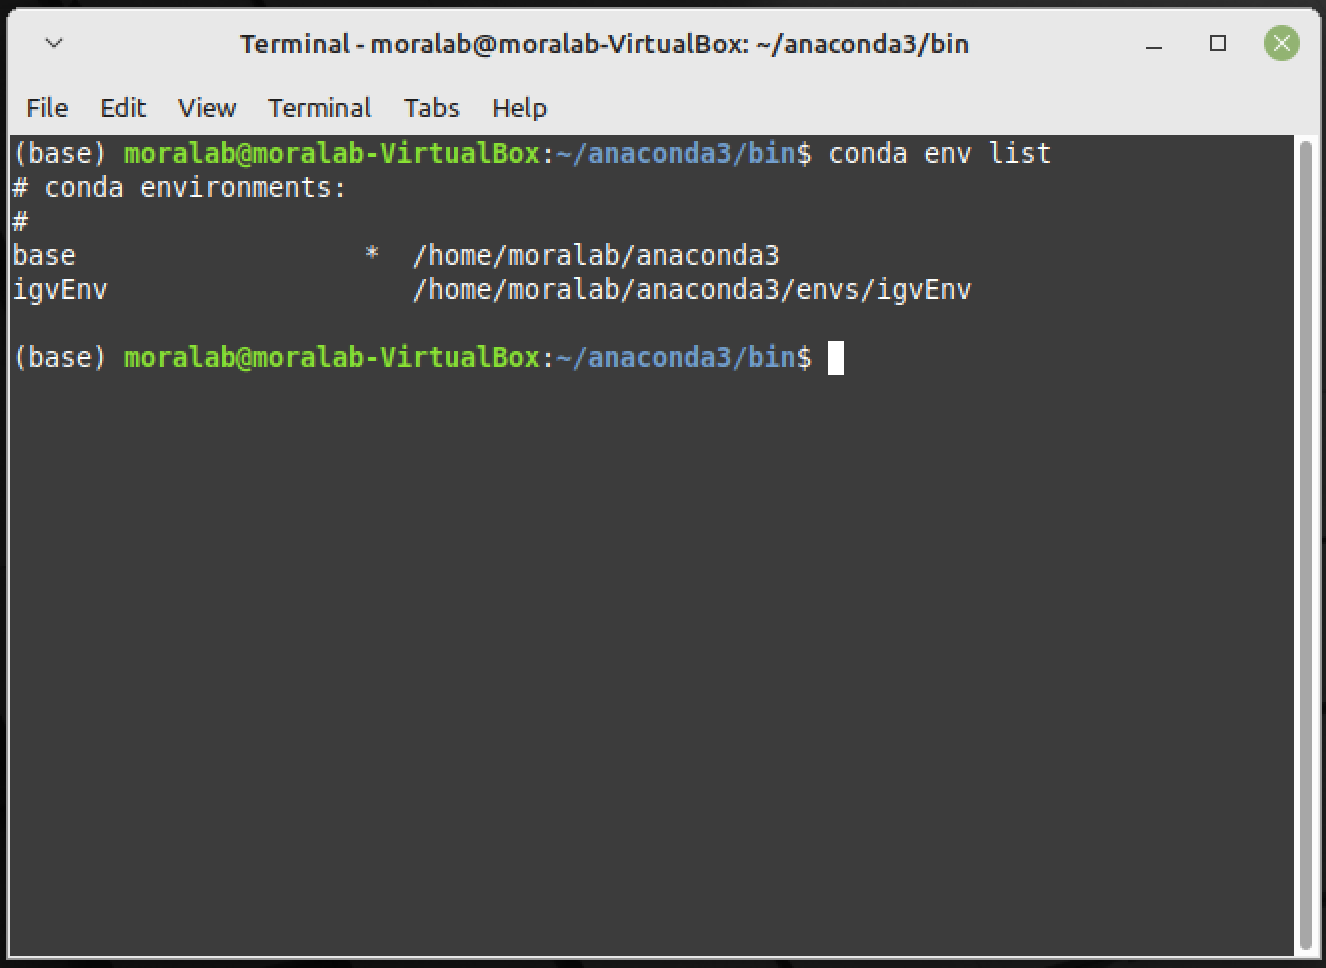 Terminal - moralab@moralab-VirtualBox: ~/anaconda3/bin
File Edit View Terminal Tabs Help
(base) moralab@moralab-VirtualBox:~/anaconda3/bin$ conda env list
# conda environments:
#
base                  *  /home/moralab/anaconda3
igvEnv                   /home/moralab/anaconda3/envs/igvEnv
(base) moralab@moralab-VirtualBox:~/anaconda3/bin$